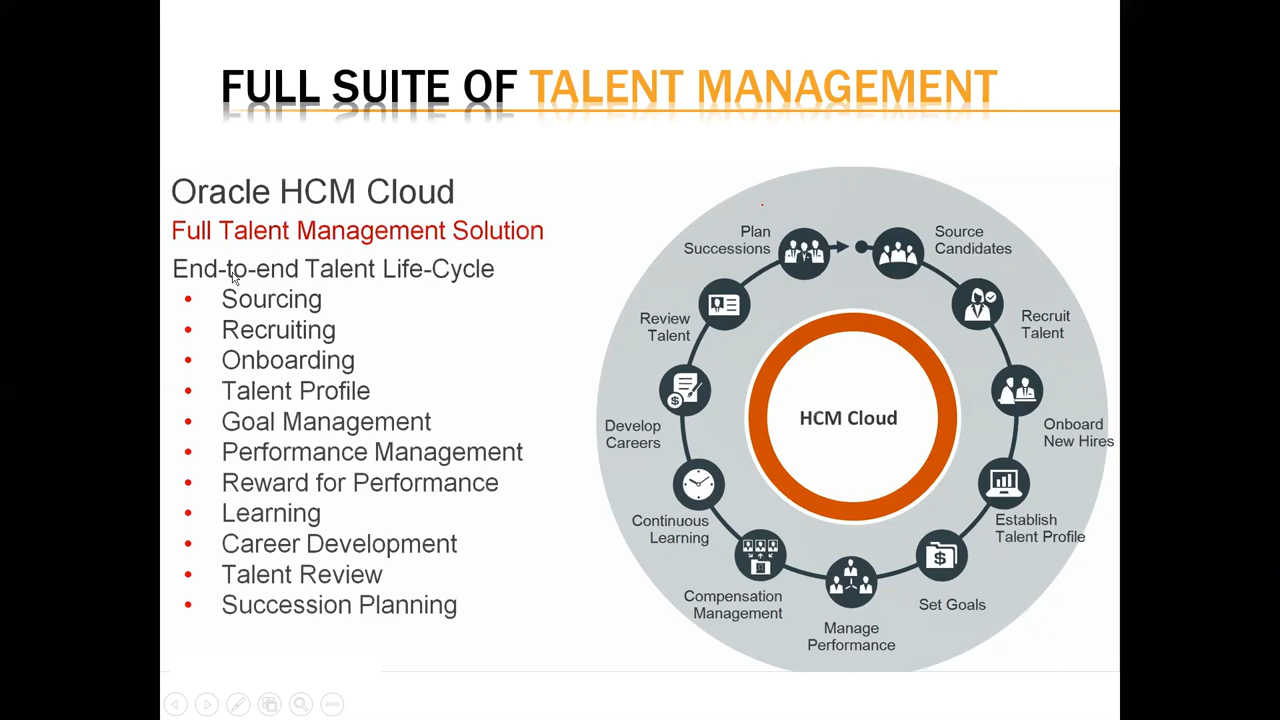 FULL SUITE OF TALENT MANAGEMENT
Oracle HCM Cloud
Full Talent Management Solution
End-to-end Talent Life-Cycle
• Sourcing
• Recruiting
• Onboarding
• Talent Profile
• Goal Management
• Performance Management
• Reward for Performance
• Learning
• Career Development
• Talent Review
• Succession Planning
Plan
Successions
Source
Candidates
Review
Talent
Recruit
Talent
Develop
Careers
HCM Cloud
Onboard
New Hires
Continuous
Learning
Establish
Talent Profile
Compensation
Management
Set Goals
Manage
Performance